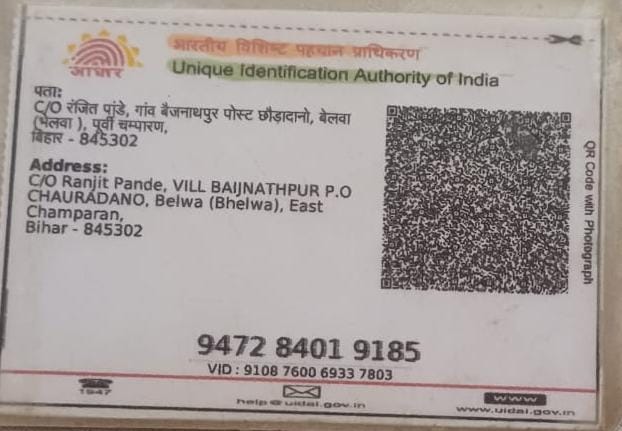 भारतीय विशिष्ट पहचान प्राधिकरण
Unique Identification Authority of India
आधार
पता:
C/O रंजित पांडे, गांव बैजनाथपुर पोस्ट छौड़ादानो, बेलवा
(भेलवा ), पूर्वी चम्पारण,
बिहार - 845302
Address:
C/O Ranjit Pande, VILL BAIJNATHPUR P.O
CHAURADANO, Belwa (Bhelwa), East
Champaran,
Bihar - 845302
QR Code with Photograph
9472 8401 9185
VID : 9108 7600 6933 7803
1947
help@uidai.gov.in
www
www.uidai.gov.in